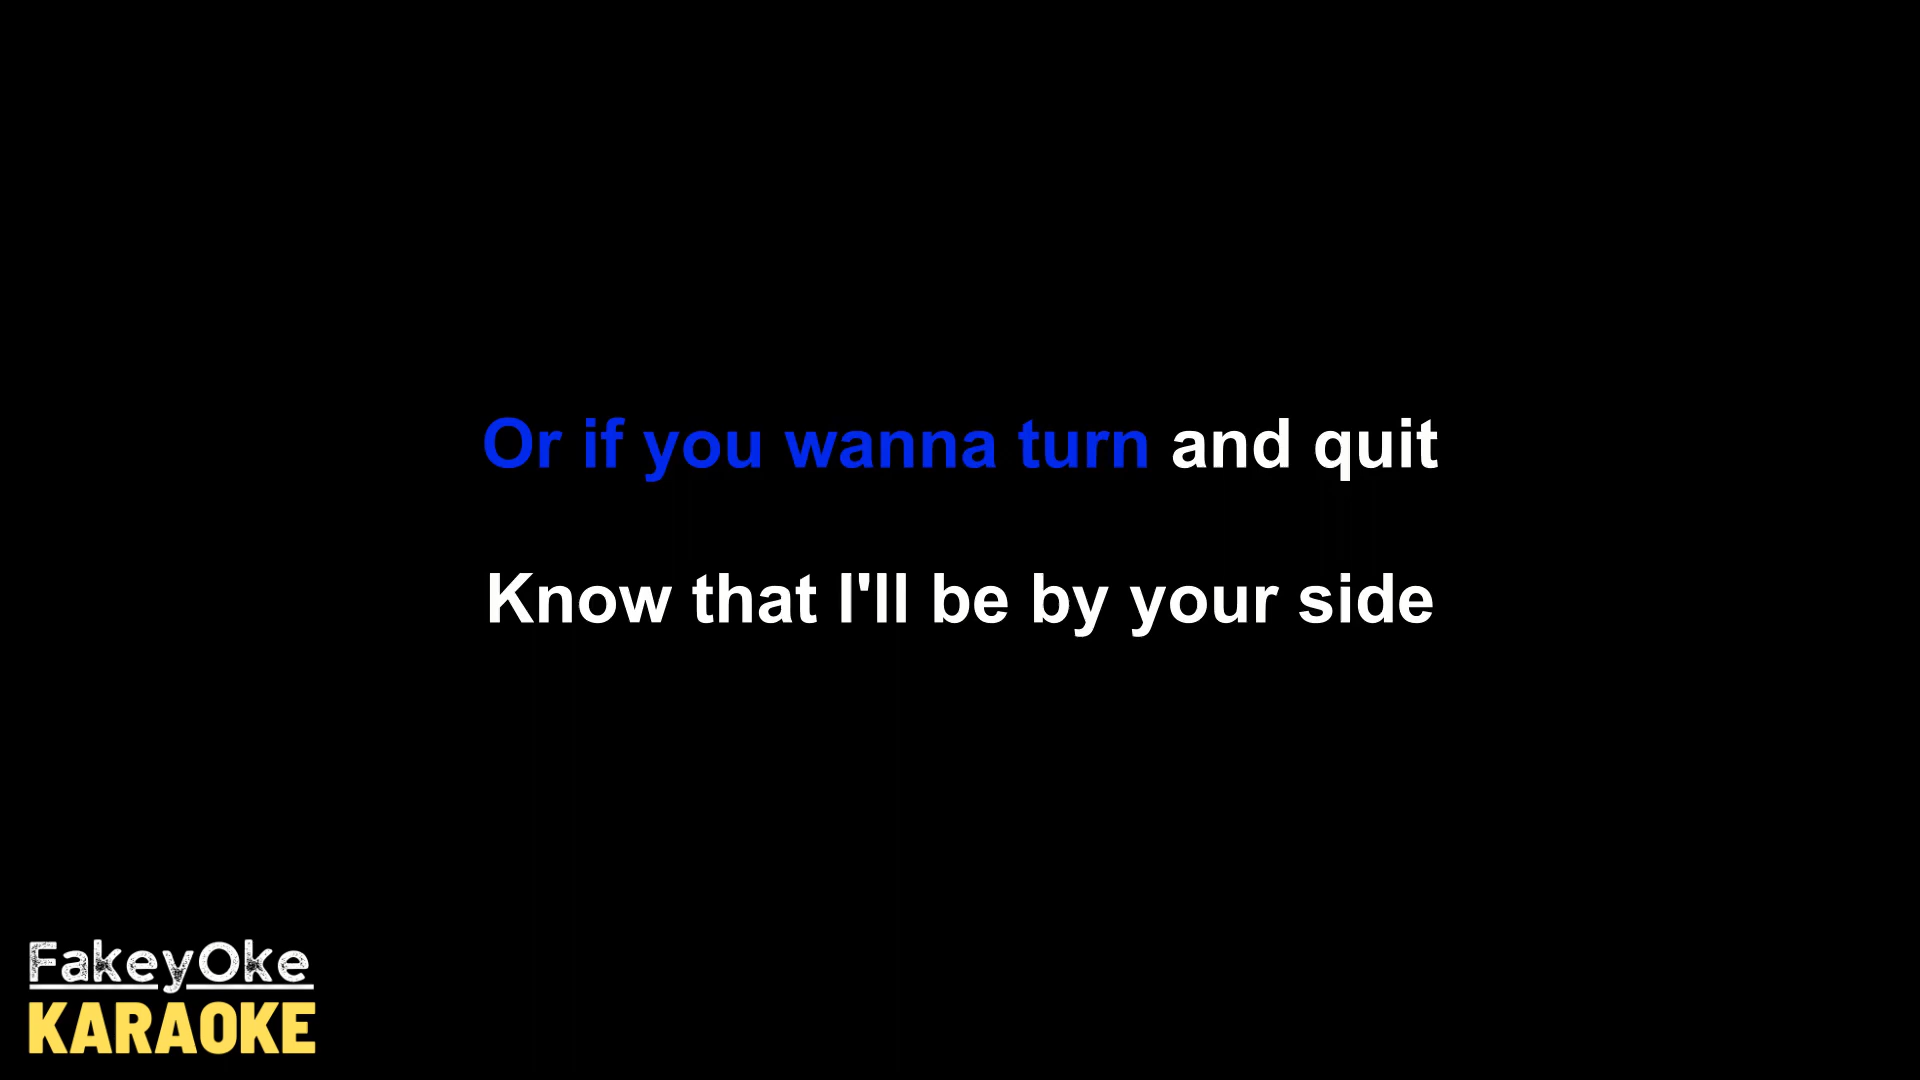 Or if you wanna turn and quit
Know that I'll be by your side
FakeyOke
KARAOKE